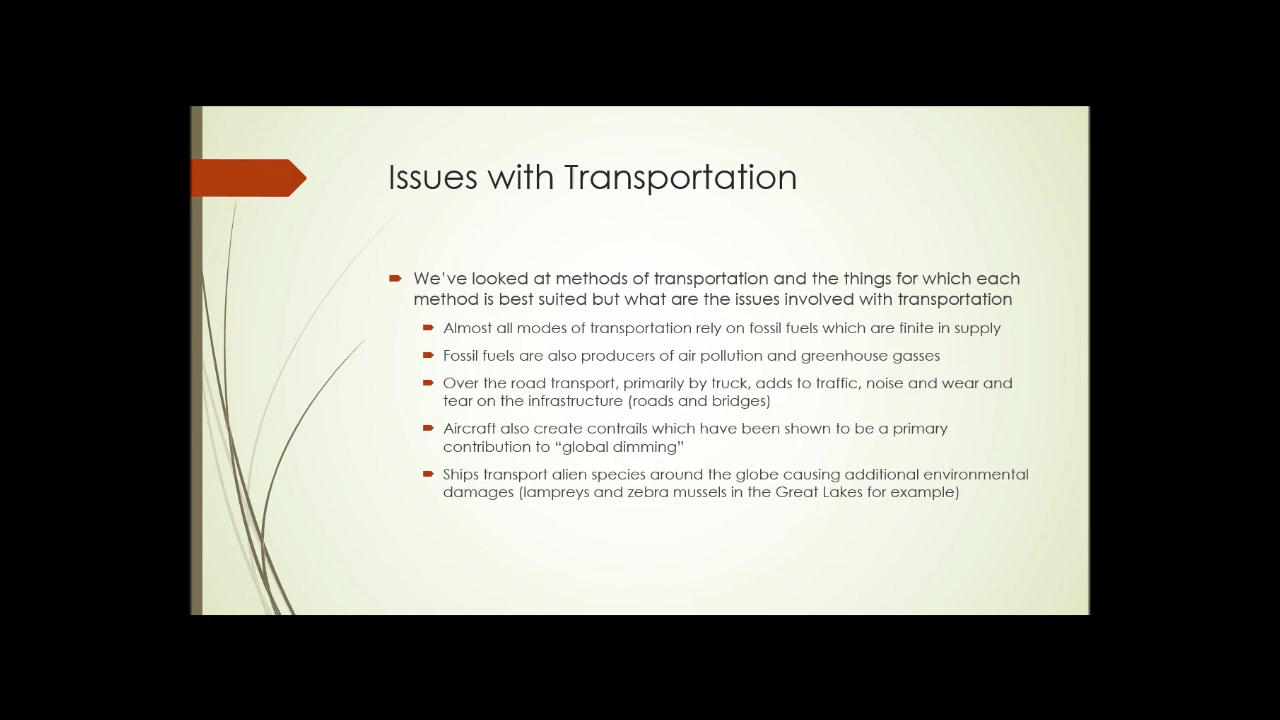 Issues with Transportation
We've looked at methods of transportation and the things for which each
method is best suited but what are the issues involved with transportation
Almost all modes of transportation rely on fossil fuels which are finite in supply
Fossil fuels are also producers of air pollution and greenhouse gasses
Over the road transport, primarily by truck, adds to traffic, noise and wear and
tear on the infrastructure (roads and bridges)
Aircraft also create contrails which have been shown to be a primary
contribution to “global dimming”
Ships transport alien species around the globe causing additional environmental
damages (lampreys and zebra mussels in the Great Lakes for example)